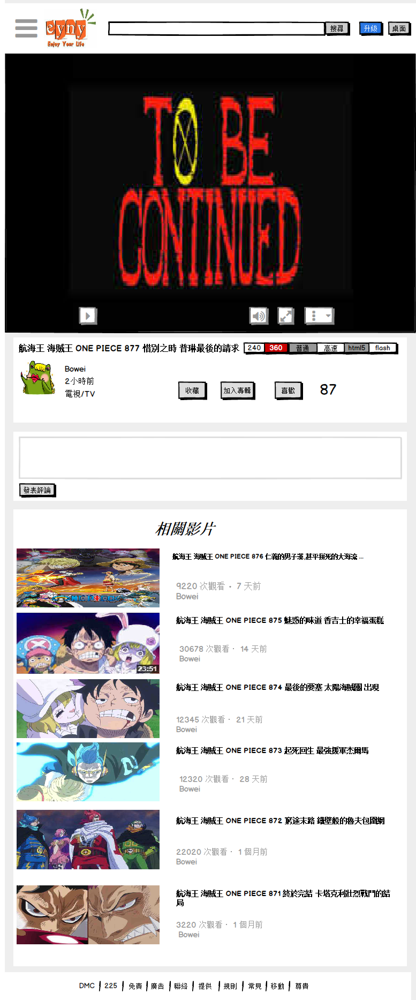 eyny
Enjoy Your Life
搜尋
升級
桌面
TO BE
CONTINUED
航海王 海賊王 ONE PIECE 877 惜別之時 普琳最後的請求
240 360 普通 高速 html5 flash
Bowei
2小時前
電視/TV
收藏
加入專輯
喜歡
87
發表評論
相關影片
航海王 海賊王 ONE PIECE 876 仁義的男子漢,甚平拼死的大海流 ...
9220 次觀看 • 7 天前
Bowei
航海王 海賊王 ONE PIECE 875 魅惑的味道 香吉士的幸福蛋糕
23:51
30678 次觀看 · 14 天前
Bowei
航海王 海賊王 ONE PIECE 874 最後的要塞 太陽海賊團 出現
12345 次觀看 · 21 天前
Bowei
航海王 海賊王 ONE PIECE 873 起死回生 最強援軍杰爾馬
12320 次觀看 · 28 天前
Bowei
航海王 海賊王 ONE PIECE 872 窮途末路 鐵壁般的魯夫包圍網
22020 次觀看 · 1 個月前
Bowei
航海王 海賊王 ONE PIECE 871 終於完結 卡塔克利壯烈戰鬥的結
局
3220 次觀看 · 1 個月前
Bowei
DMC | 225 | 免責 | 廣告 | 聯絡 | 提供 | 規則 | 常見 | 移動 | 尊貴